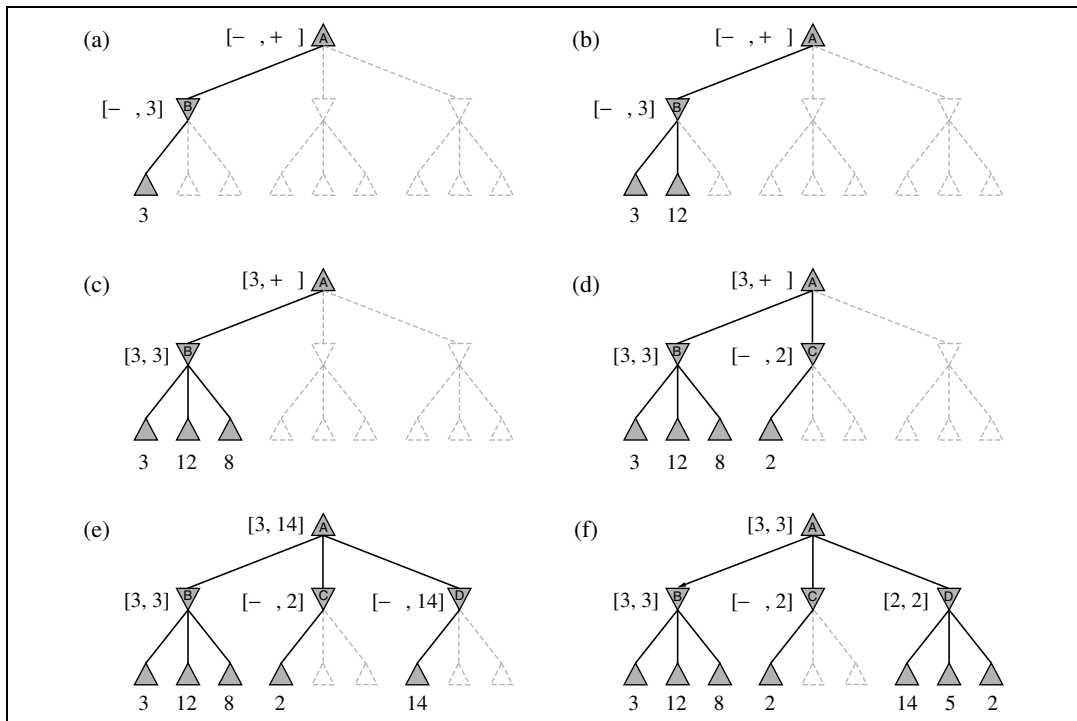 (a) [− , + ] A
[− , 3] B
3
(b) [− , + ] A
[− , 3] B
3 12
(c) [3, + ] A
[3, 3] B
3 12 8
(d) [3, + ] A
[3, 3] B [− , 2] C
3 12 8 2
(e) [3, 14] A
[3, 3] B [− , 2] C [− , 14] D
3 12 8 2 14
(f) [3, 3] A
[3, 3] B [− , 2] C [2, 2] D
3 12 8 2 14 5 2